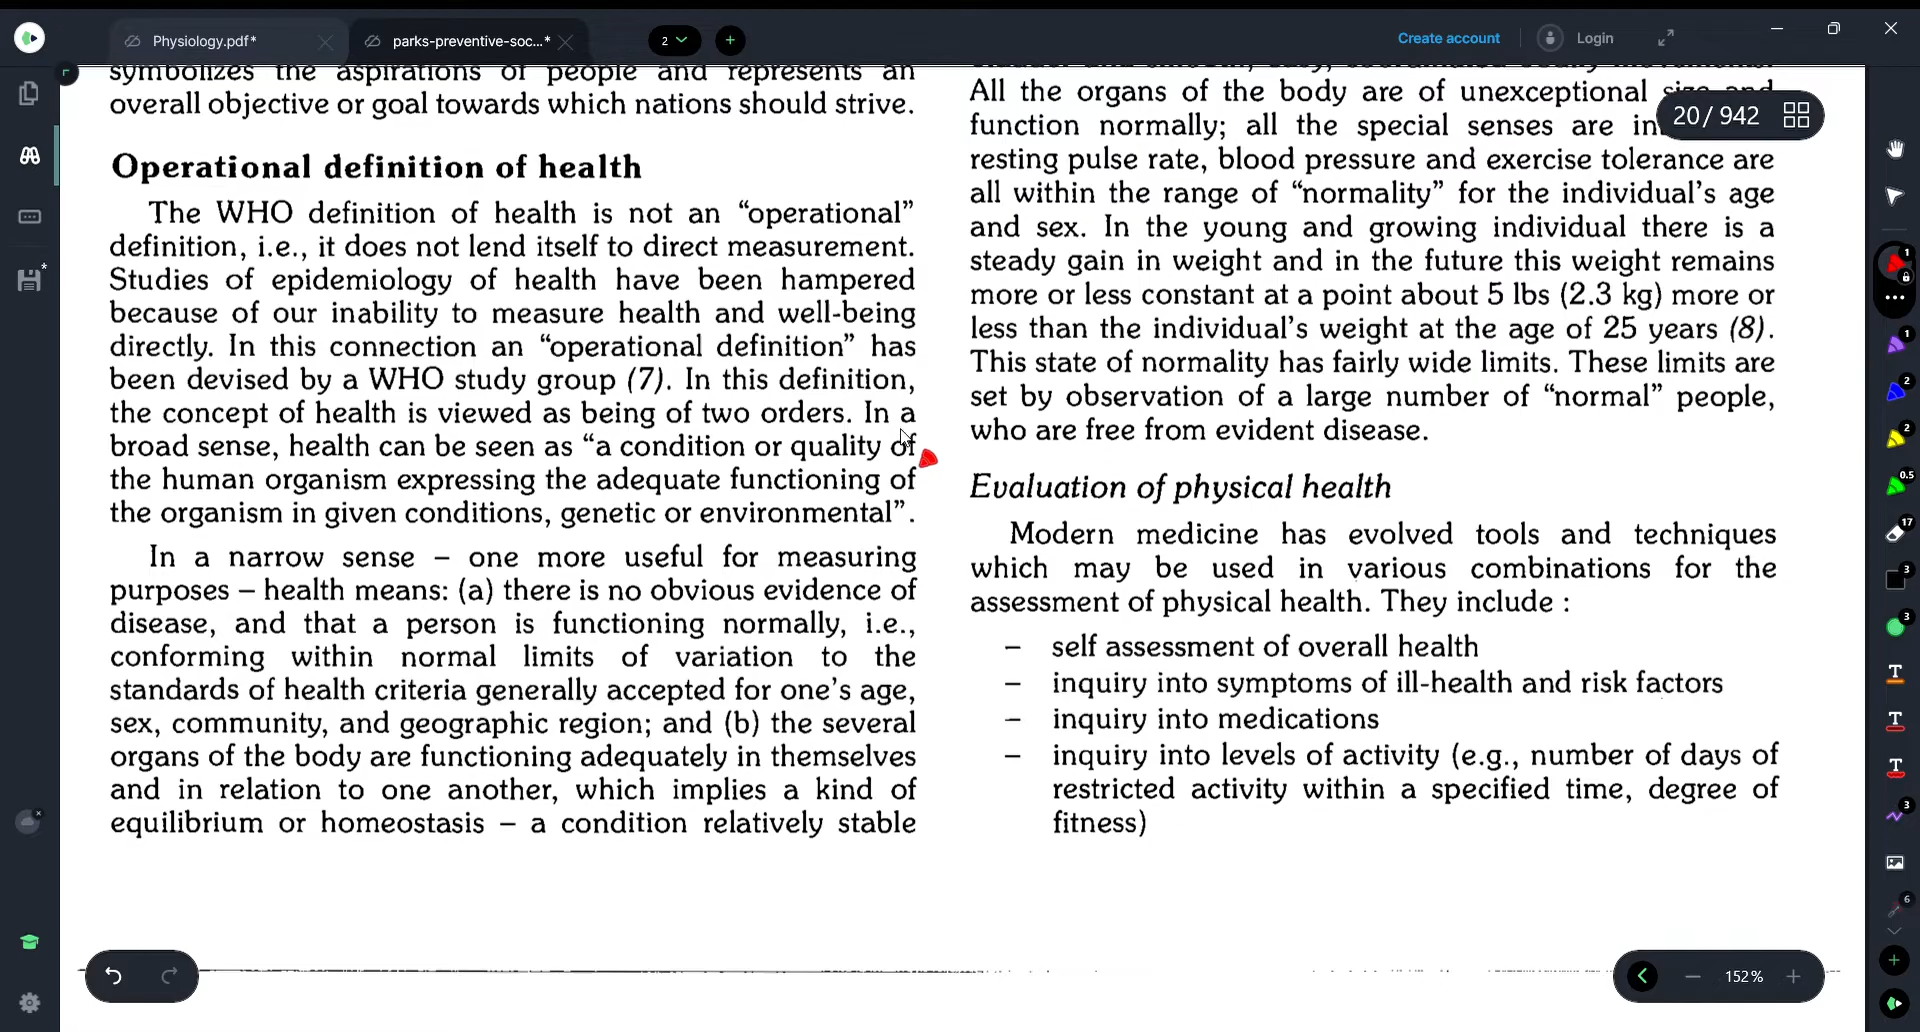 Physiology.pdf*
parks-preventive-soc...*
2
Create account
Login
symbolizes the aspirations of people and represents an
overall objective or goal towards which nations should strive.
Operational definition of health
The WHO definition of health is not an “operational”
definition, i.e., it does not lend itself to direct measurement.
Studies of epidemiology of health have been hampered
because of our inability to measure health and well-being
directly. In this connection an “operational definition” has
been devised by a WHO study group (7). In this definition,
the concept of health is viewed as being of two orders. In a
broad sense, health can be seen as “a condition or quality of
the human organism expressing the adequate functioning of
the organism in given conditions, genetic or environmental”.
In a narrow sense – one more useful for measuring
purposes – health means: (a) there is no obvious evidence of
disease, and that a person is functioning normally, i.e.,
conforming within normal limits of variation to the
standards of health criteria generally accepted for one's age,
sex, community, and geographic region; and (b) the several
organs of the body are functioning adequately in themselves
and in relation to one another, which implies a kind of
equilibrium or homeostasis – a condition relatively stable
All the organs of the body are of unexceptional size and
function normally; all the special senses are
resting pulse rate, blood pressure and exercise tolerance are
all within the range of “normality” for the individual's age
and sex. In the young and growing individual there is a
steady gain in weight and in the future this weight remains
more or less constant at a point about 5 lbs (2.3 kg) more or
less than the individual's weight at the age of 25 years (8).
This state of normality has fairly wide limits. These limits are
set by observation of a large number of “normal” people,
who are free from evident disease.
Evaluation of physical health
Modern medicine has evolved tools and techniques
which may be used in various combinations for the
assessment of physical health. They include :
– self assessment of overall health
– inquiry into symptoms of ill-health and risk factors
– inquiry into medications
– inquiry into levels of activity (e.g., number of days of
restricted activity within a specified time, degree of
fitness)
20/ 942
1
1
2
2
0.5
17
3
3
T
T
T
3
6
152%